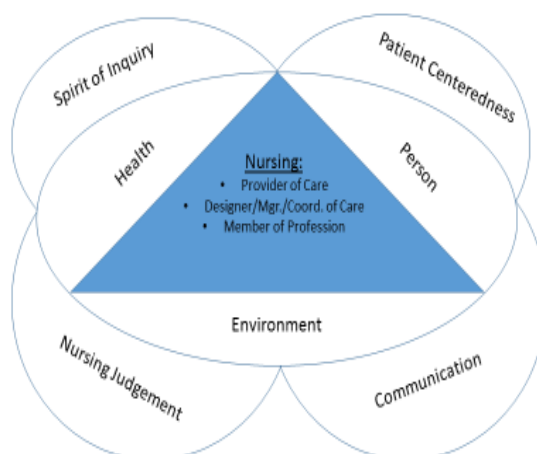 Spirit of Inquiry
Patient Centeredness
Health
Person
Nursing:
• Provider of Care
• Designer/Mgr./Coord. of Care
• Member of Profession
Environment
Nursing Judgement
Communication